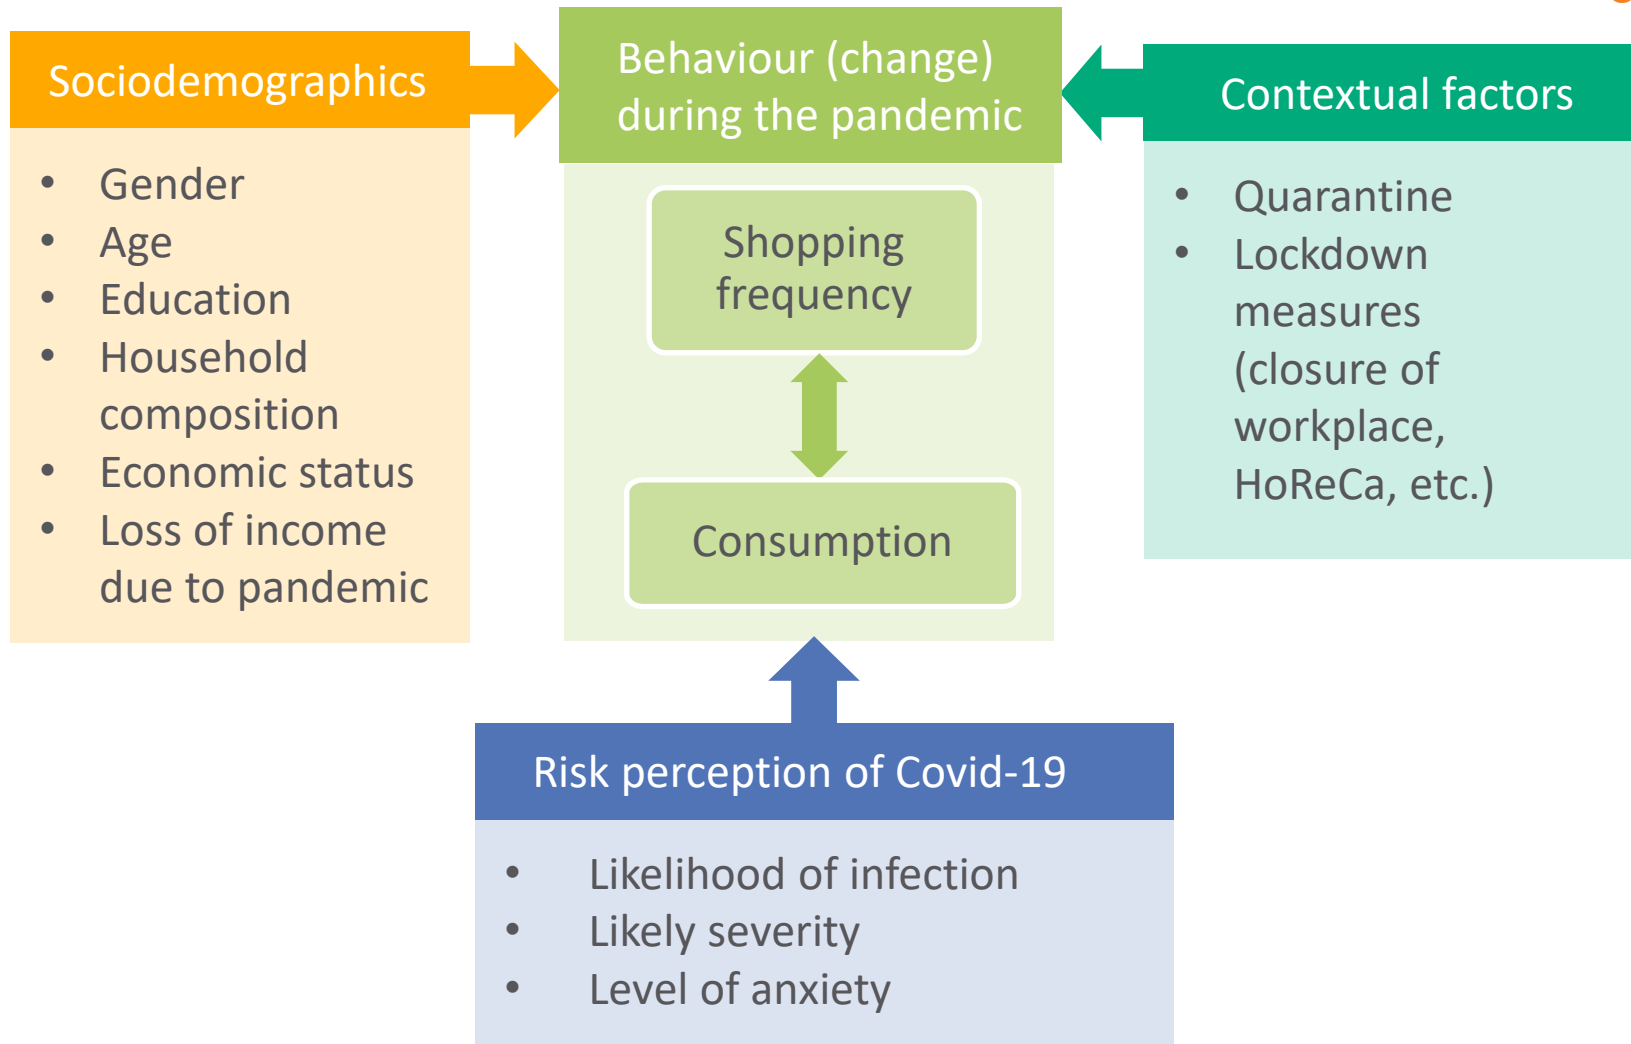 Sociodemographics
• Gender
• Age
• Education
• Household
composition
• Economic status
• Loss of income
due to pandemic
Behaviour (change)
during the pandemic
Shopping
frequency
Consumption
Contextual factors
• Quarantine
• Lockdown
measures
(closure of
workplace,
HoReCa, etc.)
Risk perception of Covid-19
• Likelihood of infection
• Likely severity
• Level of anxiety